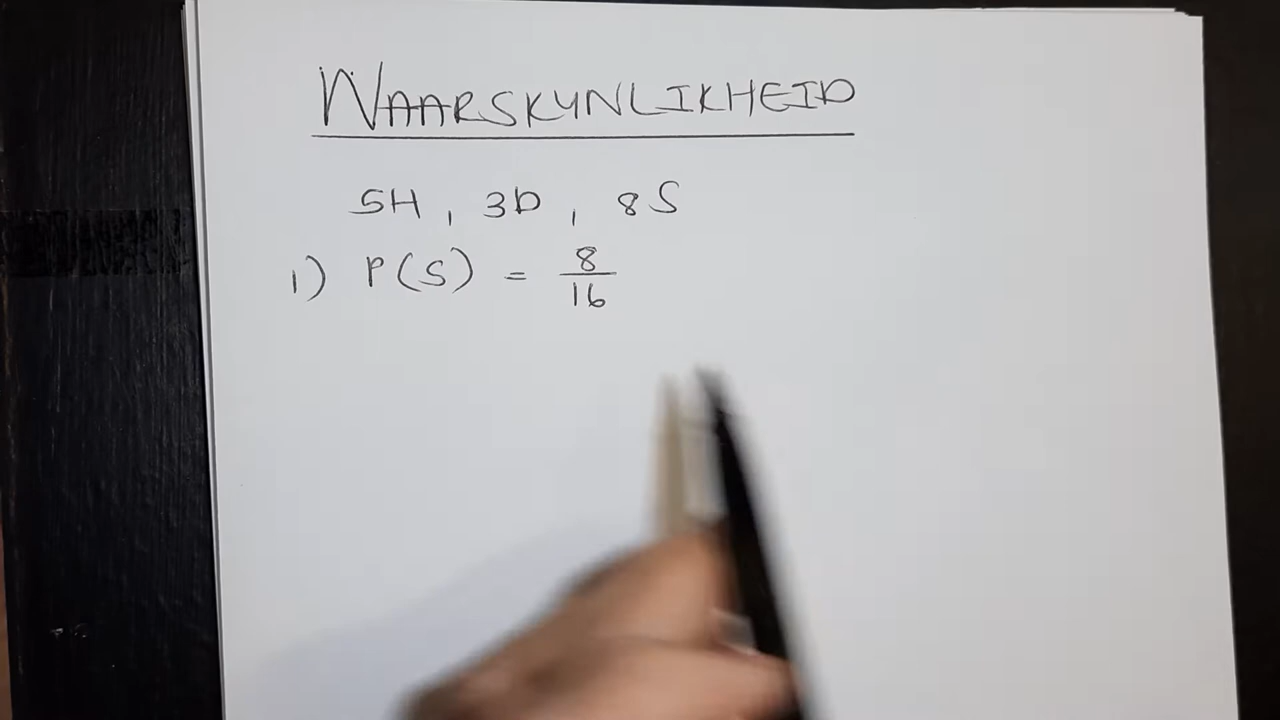 WAARSKYNLIKHEID
5H, 3D, 8S
1) P(S) = 8/16